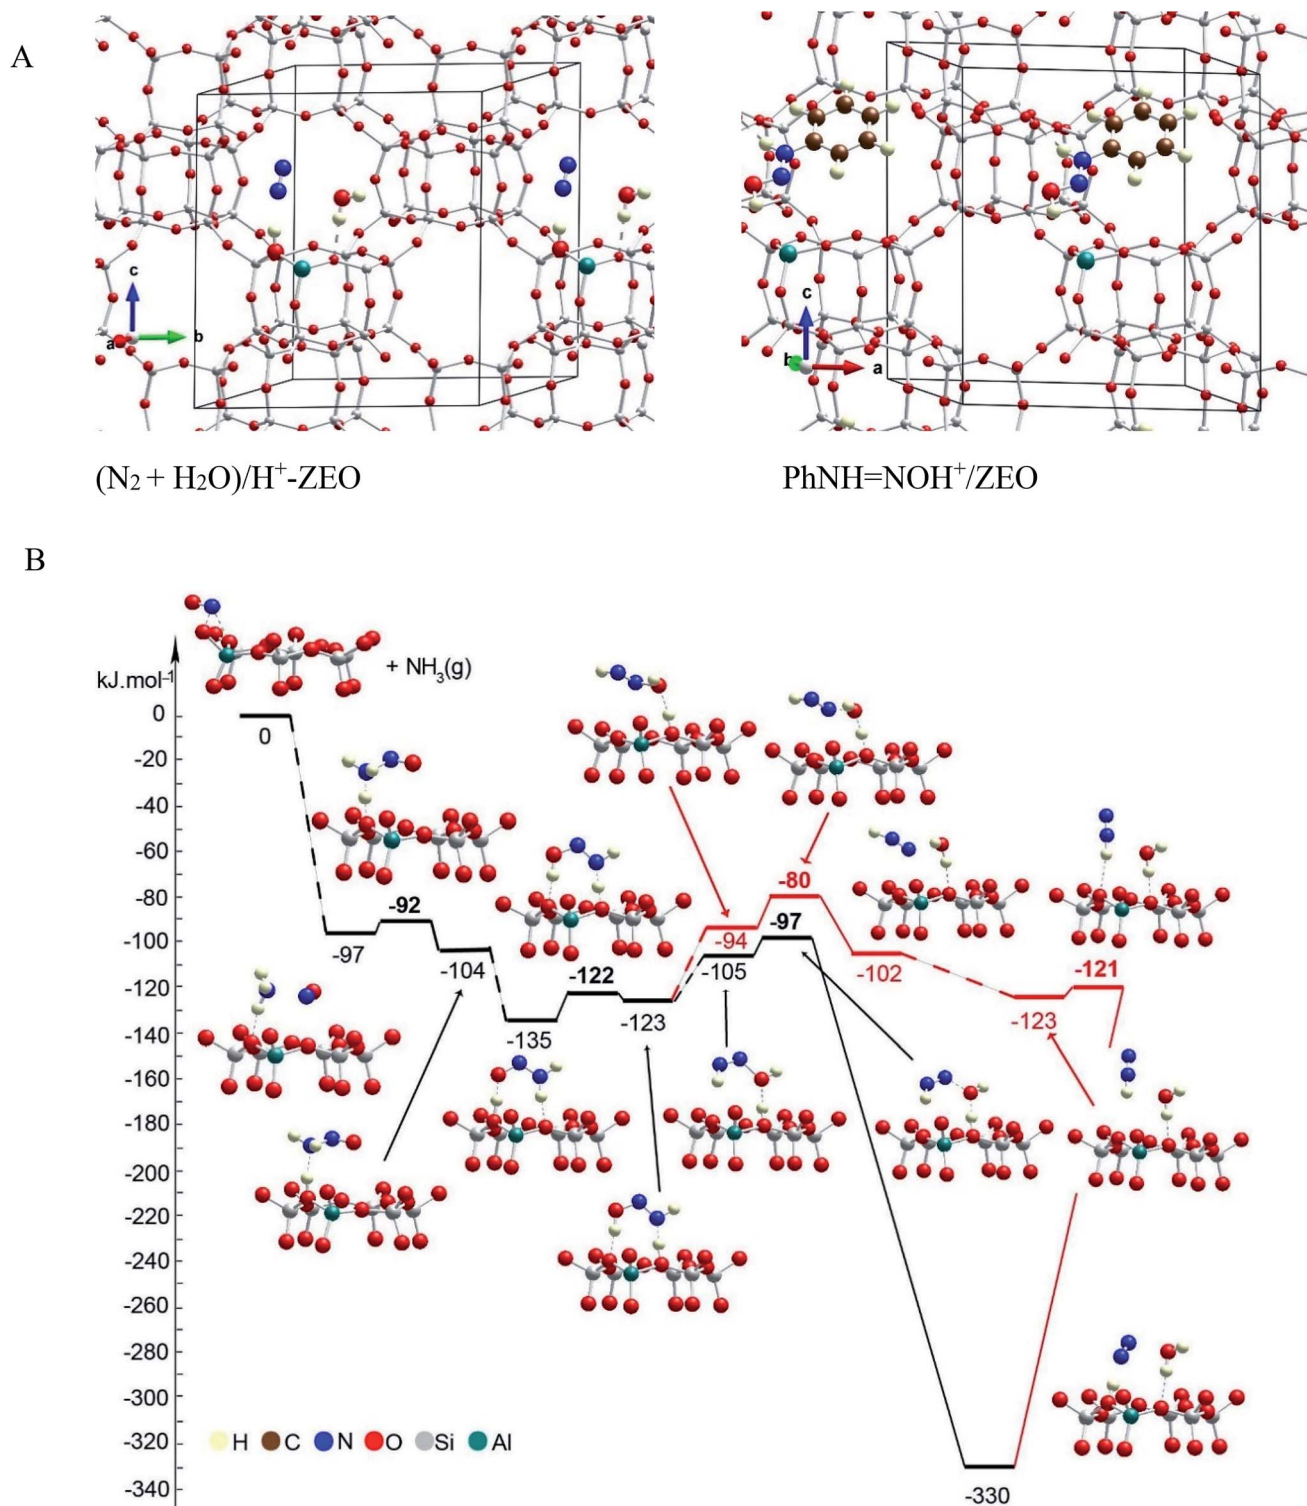 A
c
b
a
c
b
a
(N₂ + H₂O)/H⁺-ZEO
PhNH=NOH⁺/ZEO
B
kJ.mol⁻¹
+ NH₃(g)
0
-20
-40
-60
-80
-100
-120
-140
-160
-180
-200
-220
-240
-260
-280
-300
-320
-340
0
-97
-92
-104
-135
-122
-123
-94
-105
-80
-97
-102
-123
-121
-330
H C N O Si Al